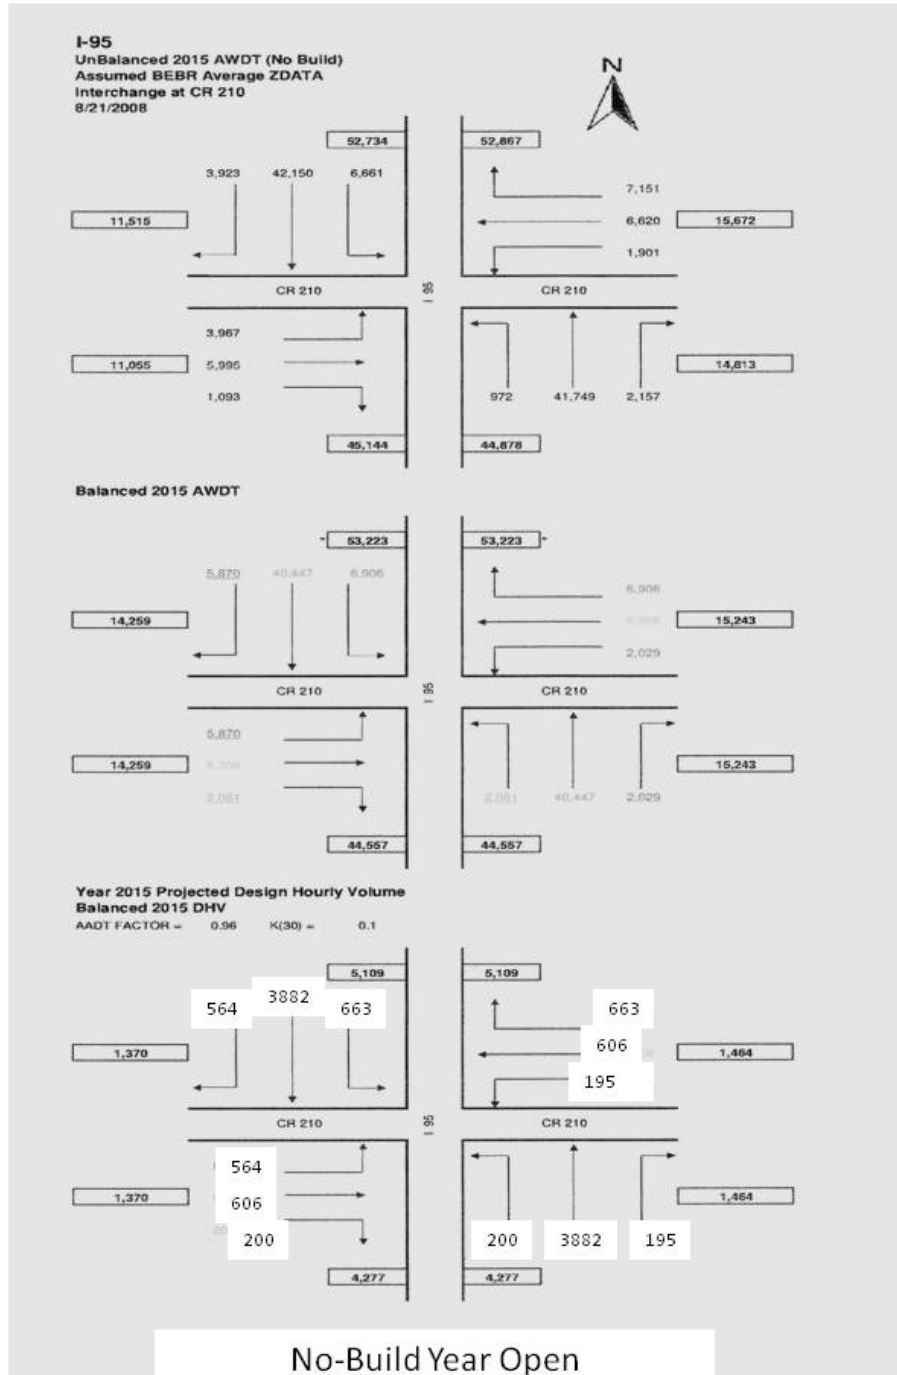 I-95
UnBalanced 2015 AWDT (No Build)
Assumed BEBR Average ZDATA
Interchange at CR 210
8/21/2008
N
52,734 52,867
3,923 42,150 6,661
7,151
11,515 6,620 15,672
1,901
CR 210 I 95 CR 210
3,967
11,055 5,995 14,813
1,093 972 41,749 2,157
45,144 44,878
Balanced 2015 AWDT
53,223 53,223
5,870 40,447 6,906
6,906
14,259 15,243
2,029
CR 210 I 95 CR 210
5,870
14,259 15,243
2,081 2,081 40,447 2,029
44,557 44,557
Year 2015 Projected Design Hourly Volume
Balanced 2015 DHV
AADT FACTOR = 0.96 K(30) = 0.1
5,109 5,109
564 3882 663 663
1,370 606 1,464
195
CR 210 I 95 CR 210
564
1,370 606 1,464
200 200 3882 195
4,277 4,277
No-Build Year Open